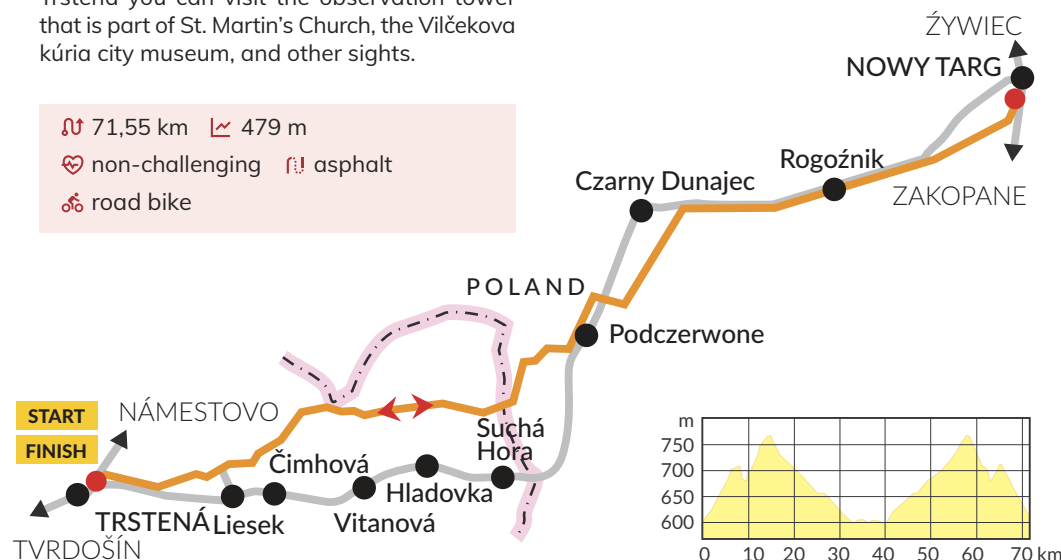 Trstená you can visit the observation tower
that is part of St. Martin's Church, the Vilčekova
kúria city museum, and other sights.
71,55 km 479 m
non-challenging asphalt
road bike
ŹYWIEC
NOWY TARG
Rogoźnik
Czarny Dunajec
ZAKOPANE
POLAND
Podczerwone
START
FINISH
NÁMESTOVO
Suchá
Hora
Čimhová
Hladovka
TRSTENÁ
Liesek
Vitanová
TVRDOŠÍN
m
750
700
650
600
0 10 20 30 40 50 60 70 km